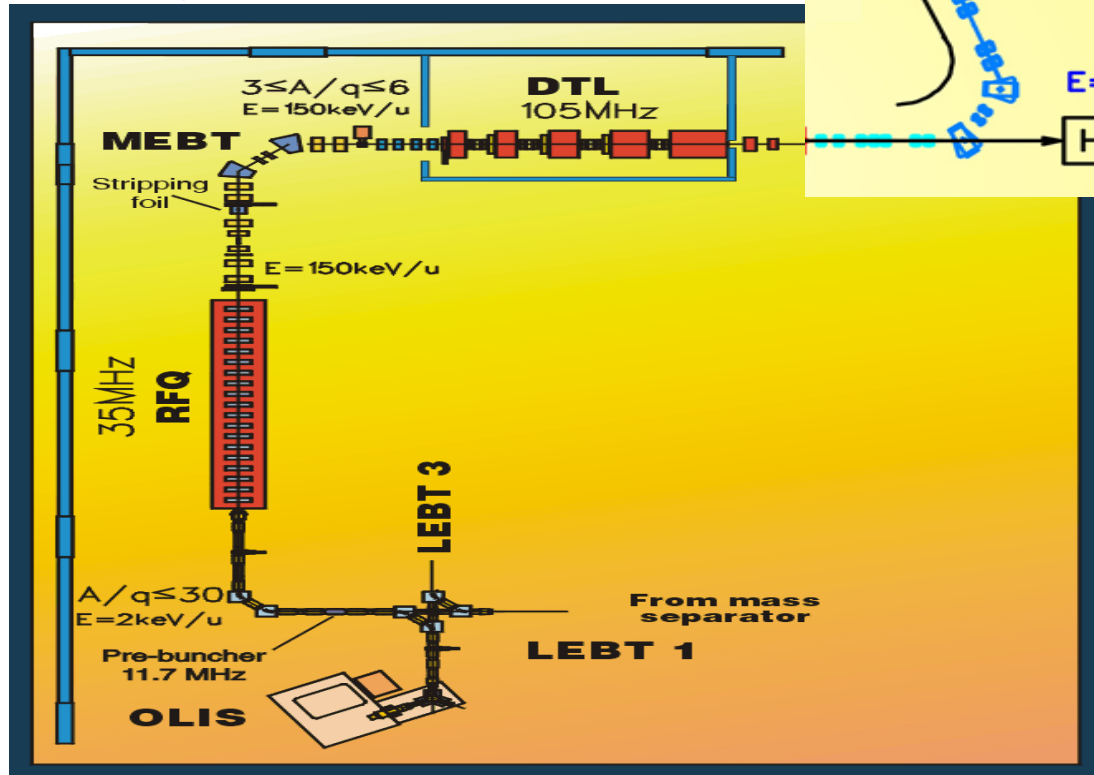 3≤A/q≤6
E=150keV/u
DTL
105MHz
E=
H
MEBT
Stripping
foil
E=150keV/u
35MHz
RFQ
LEBT 3
A/q≤30
E=2keV/u
From mass
separator
Pre-buncher
11.7 MHz
LEBT 1
OLIS